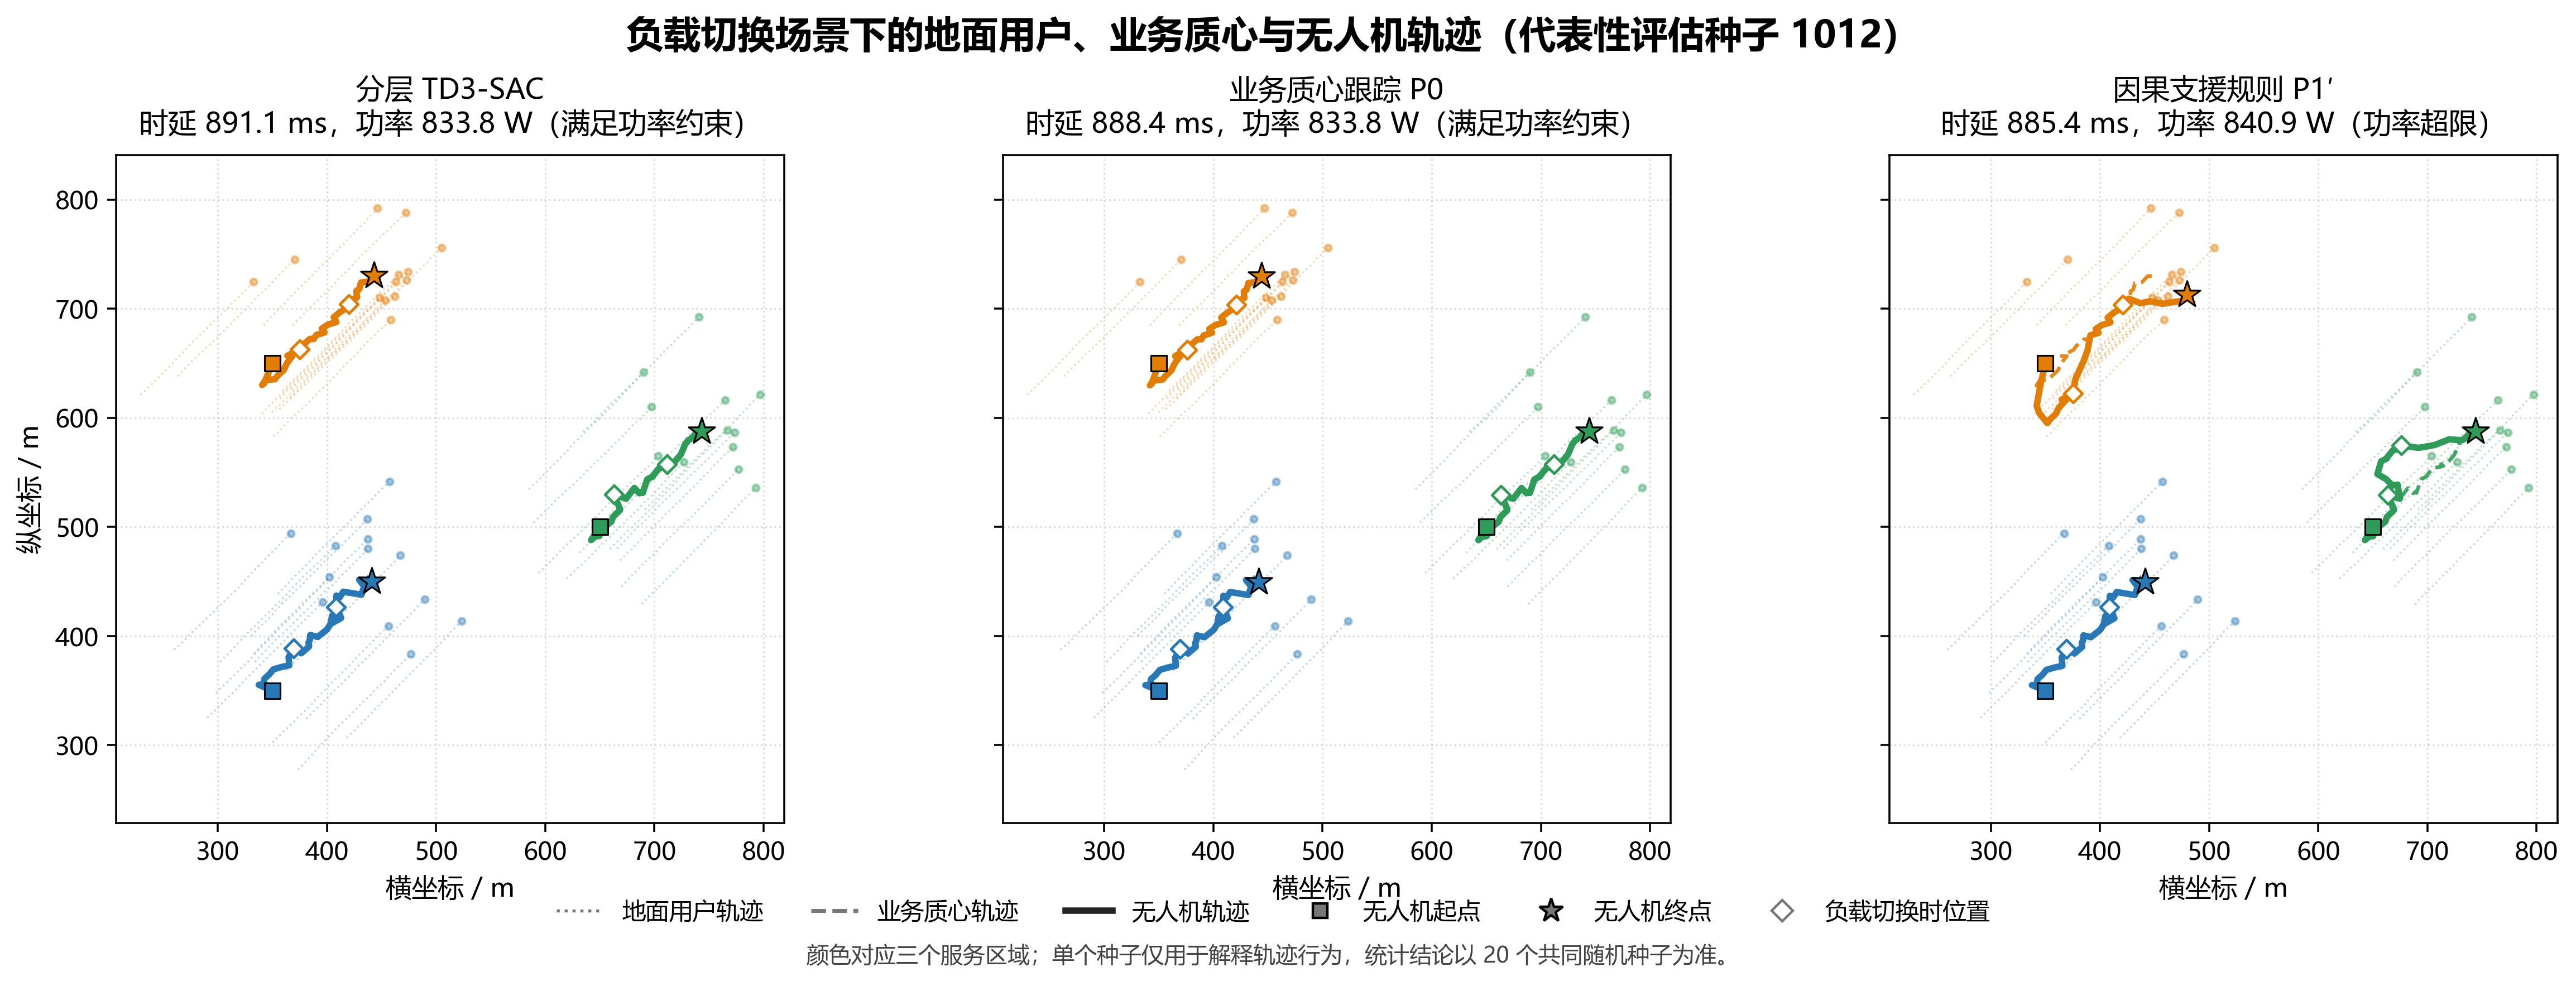 负载切换场景下的地面用户、业务质心与无人机轨迹（代表性评估种子 1012）
分层 TD3-SAC
时延 891.1 ms，功率 833.8 W（满足功率约束）
业务质心跟踪 P0
时延 888.4 ms，功率 833.8 W（满足功率约束）
因果支援规则 P1′
时延 885.4 ms，功率 840.9 W（功率超限）
纵坐标 / m
800
700
600
500
400
300
300 400 500 600 700 800
横坐标 / m
300 400 500 600 700 800
横坐标 / m
300 400 500 600 700 800
横坐标 / m
地面用户轨迹 业务质心轨迹 无人机轨迹 无人机起点 无人机终点 负载切换时位置
颜色对应三个服务区域；单个种子仅用于解释轨迹行为，统计结论以 20 个共同随机种子为准。